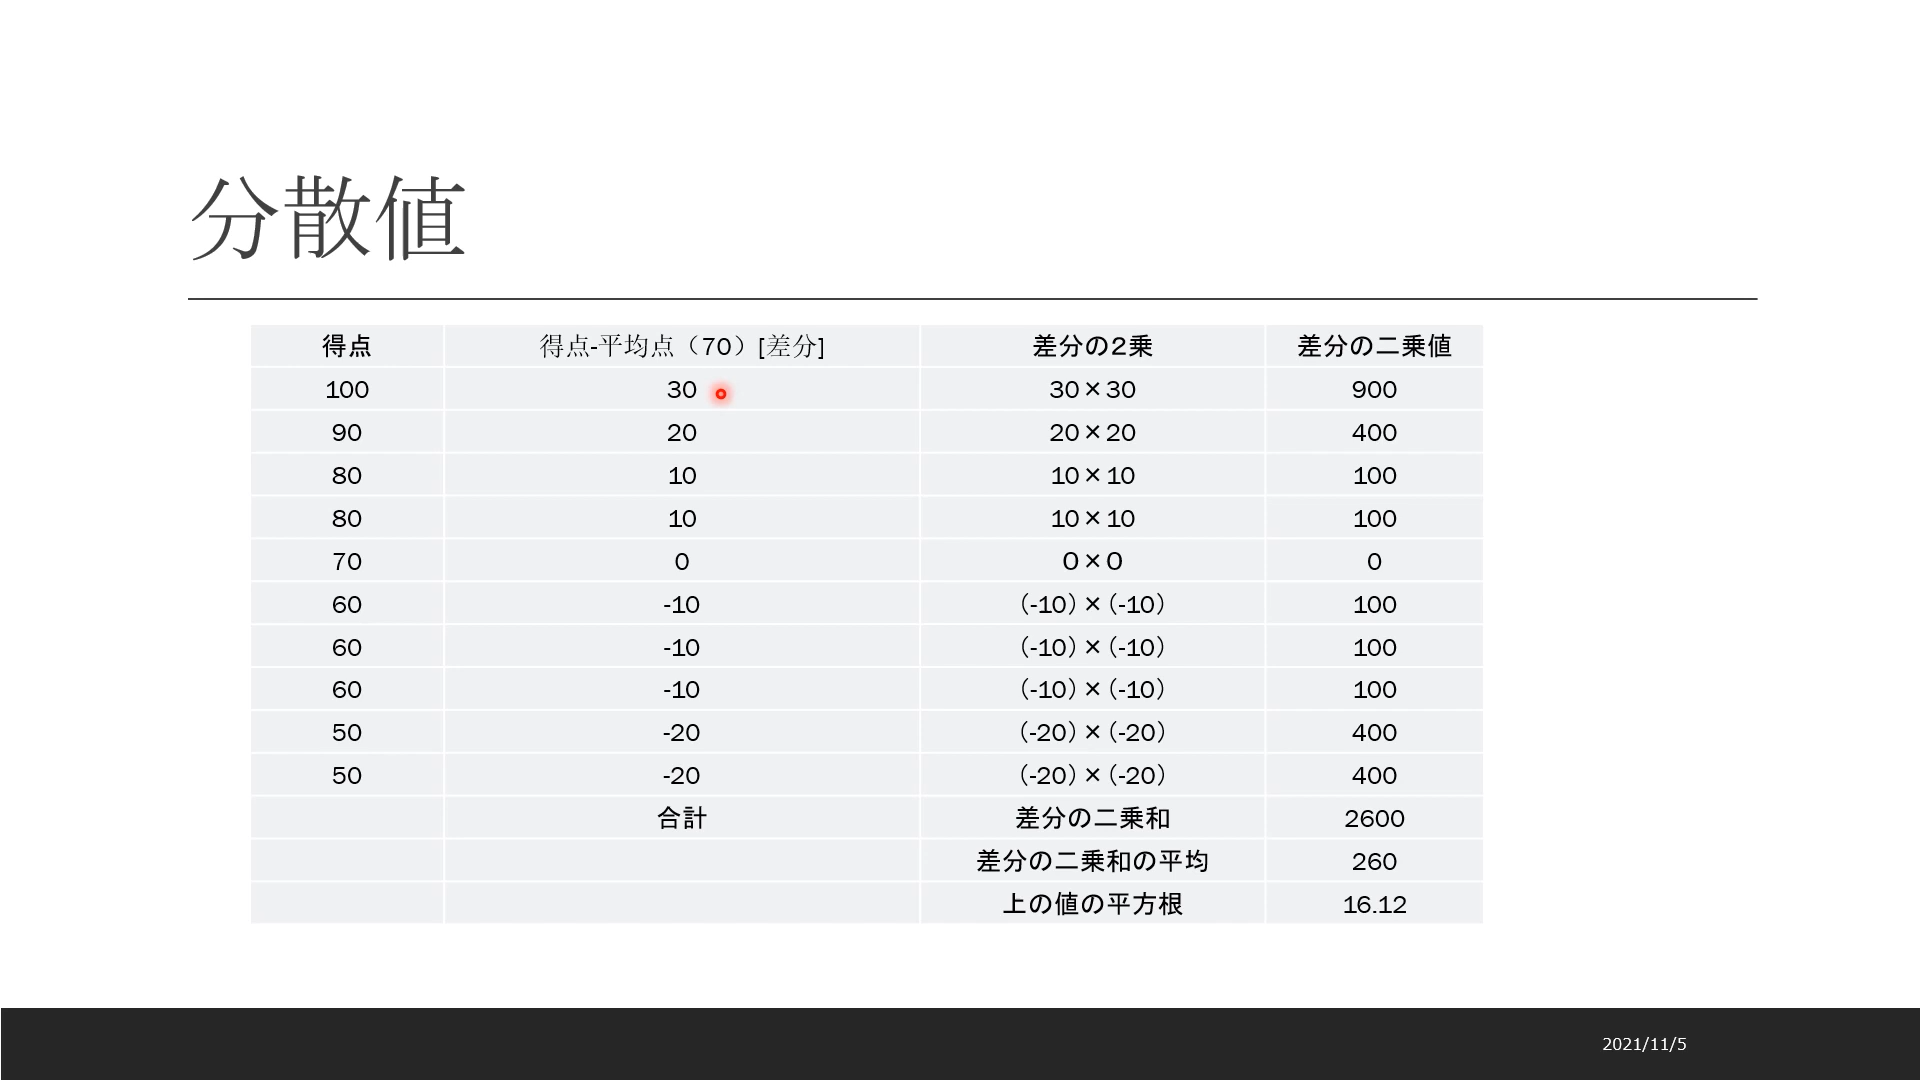 分散値
得点 得点-平均点（70）[差分] 差分の2乗 差分の二乗値
100 30 30×30 900
90 20 20×20 400
80 10 10×10 100
80 10 10×10 100
70 0 0×0 0
60 -10 (-10)×(-10) 100
60 -10 (-10)×(-10) 100
60 -10 (-10)×(-10) 100
50 -20 (-20)×(-20) 400
50 -20 (-20)×(-20) 400
合計 差分の二乗和 2600
差分の二乗和の平均 260
上の値の平方根 16.12
2021/11/5